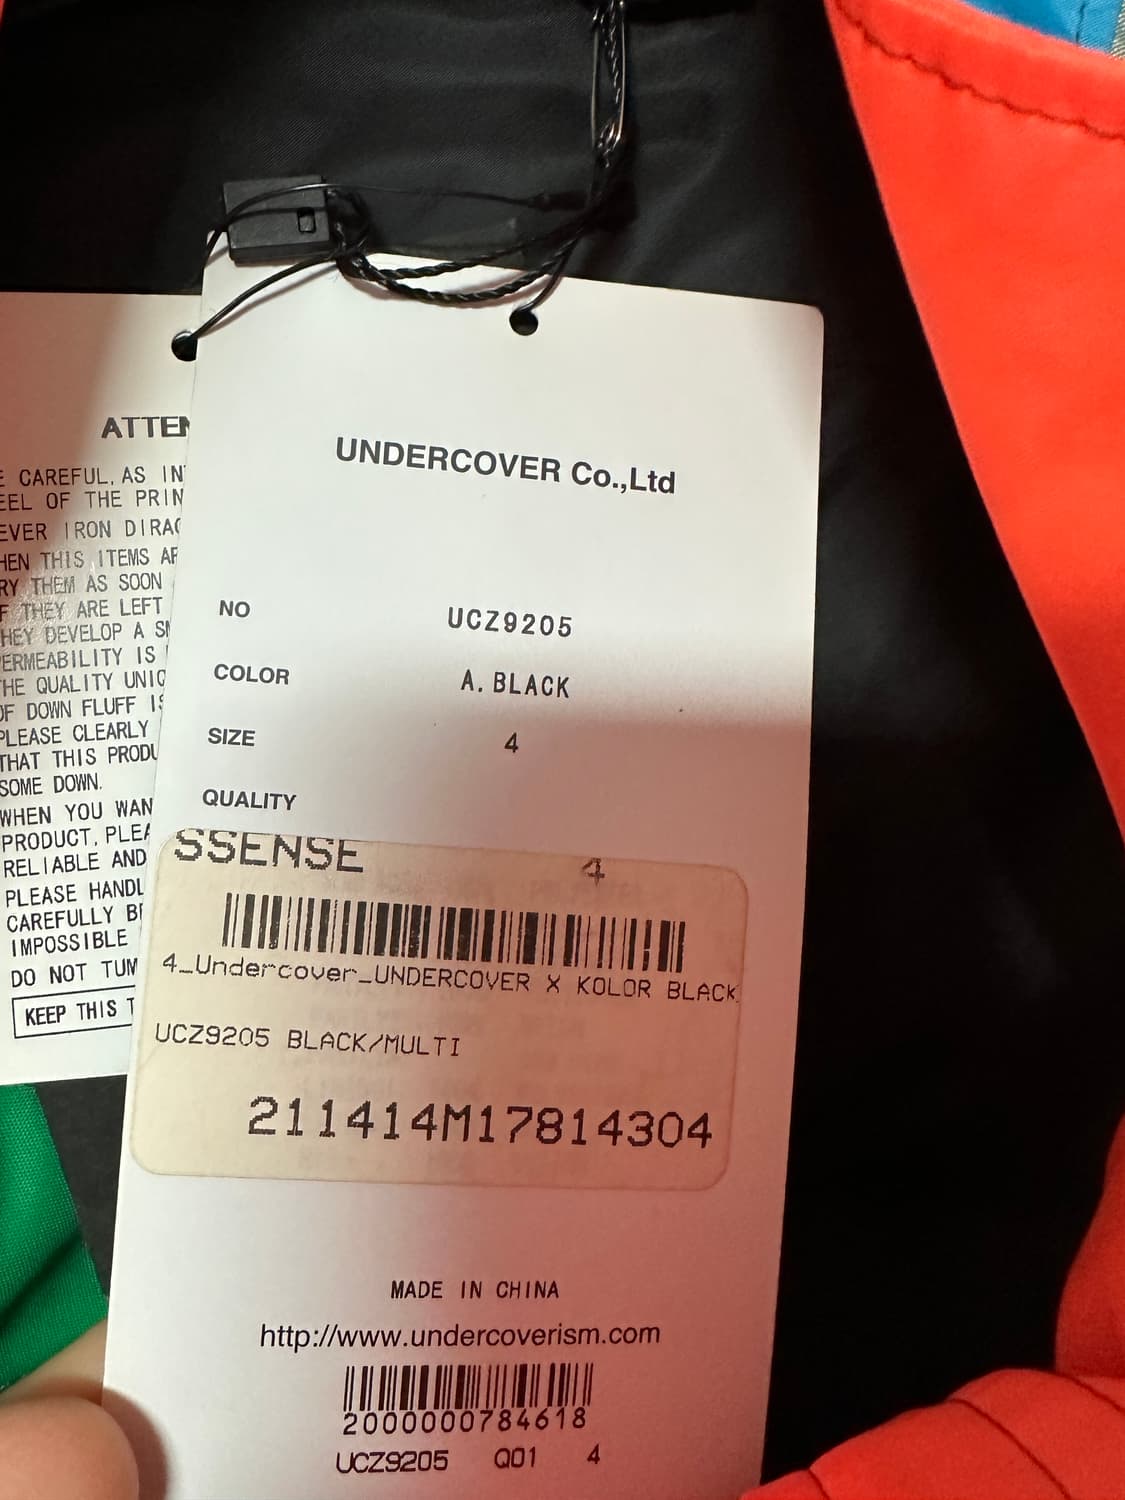 ATTEN
E CAREFUL, AS IN
EEL OF THE PRIN
EVER IRON DIRAC
HEN THIS ITEMS AR
RY THEM AS SOON
F THEY ARE LEFT
HEY DEVELOP A SM
ERMEABILITY IS
HE QUALITY UNIQ
OF DOWN FLUFF IS
PLEASE CLEARLY
THAT THIS PRODU
SOME DOWN.
WHEN YOU WAN
PRODUCT, PLEA
RELIABLE AND
PLEASE HANDL
CAREFULLY BE
IMPOSSIBLE
DO NOT TUM
KEEP THIS T
UNDERCOVER Co.,Ltd
NO UCZ9205
COLOR A. BLACK
SIZE 4
QUALITY
SSENSE 4
4_Undercover_UNDERCOVER X KOLOR BLACK
UCZ9205 BLACK/MULTI
211414M17814304
MADE IN CHINA
http://www.undercoverism.com
2000000784618
UCZ9205 Q01 4